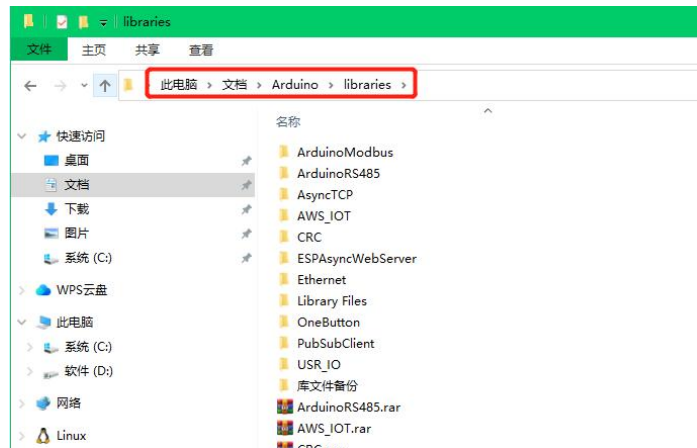 libraries
文件 主页 共享 查看
此电脑 › 文档 › Arduino › libraries ›
名称
快速访问
桌面
文档
下载
图片
系统 (C:)
WPS云盘
此电脑
系统 (C:)
软件 (D:)
网络
Linux
ArduinoModbus
ArduinoRS485
AsyncTCP
AWS_IOT
CRC
ESPAsyncWebServer
Ethernet
Library Files
OneButton
PubSubClient
USR_IO
库文件备份
ArduinoRS485.rar
AWS_IOT.rar